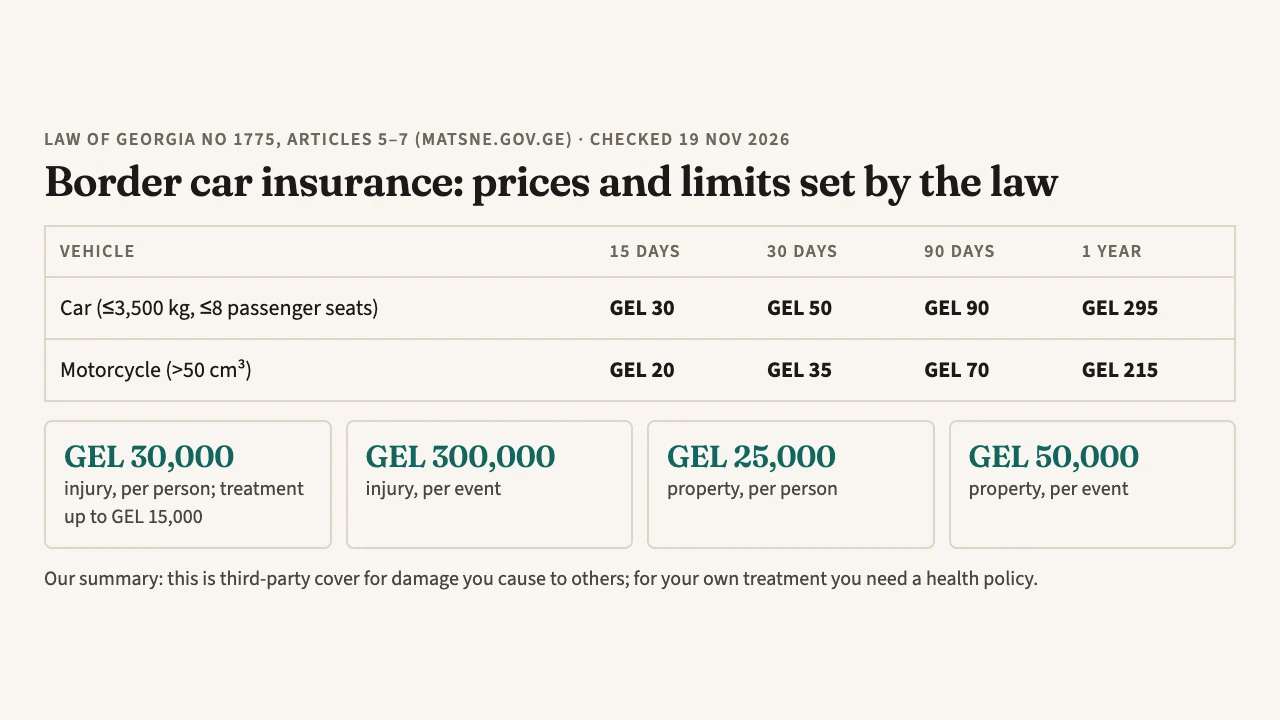 LAW OF GEORGIA NO 1775, ARTICLES 5–7 (MATSNE.GOV.GE) · CHECKED 19 NOV 2026
Border car insurance: prices and limits set by the law
VEHICLE 15 DAYS 30 DAYS 90 DAYS 1 YEAR
Car (≤3,500 kg, ≤8 passenger seats) GEL 30 GEL 50 GEL 90 GEL 295
Motorcycle (>50 cm³) GEL 20 GEL 35 GEL 70 GEL 215
GEL 30,000
injury, per person; treatment
up to GEL 15,000
GEL 300,000
injury, per event
GEL 25,000
property, per person
GEL 50,000
property, per event
Our summary: this is third-party cover for damage you cause to others; for your own treatment you need a health policy.